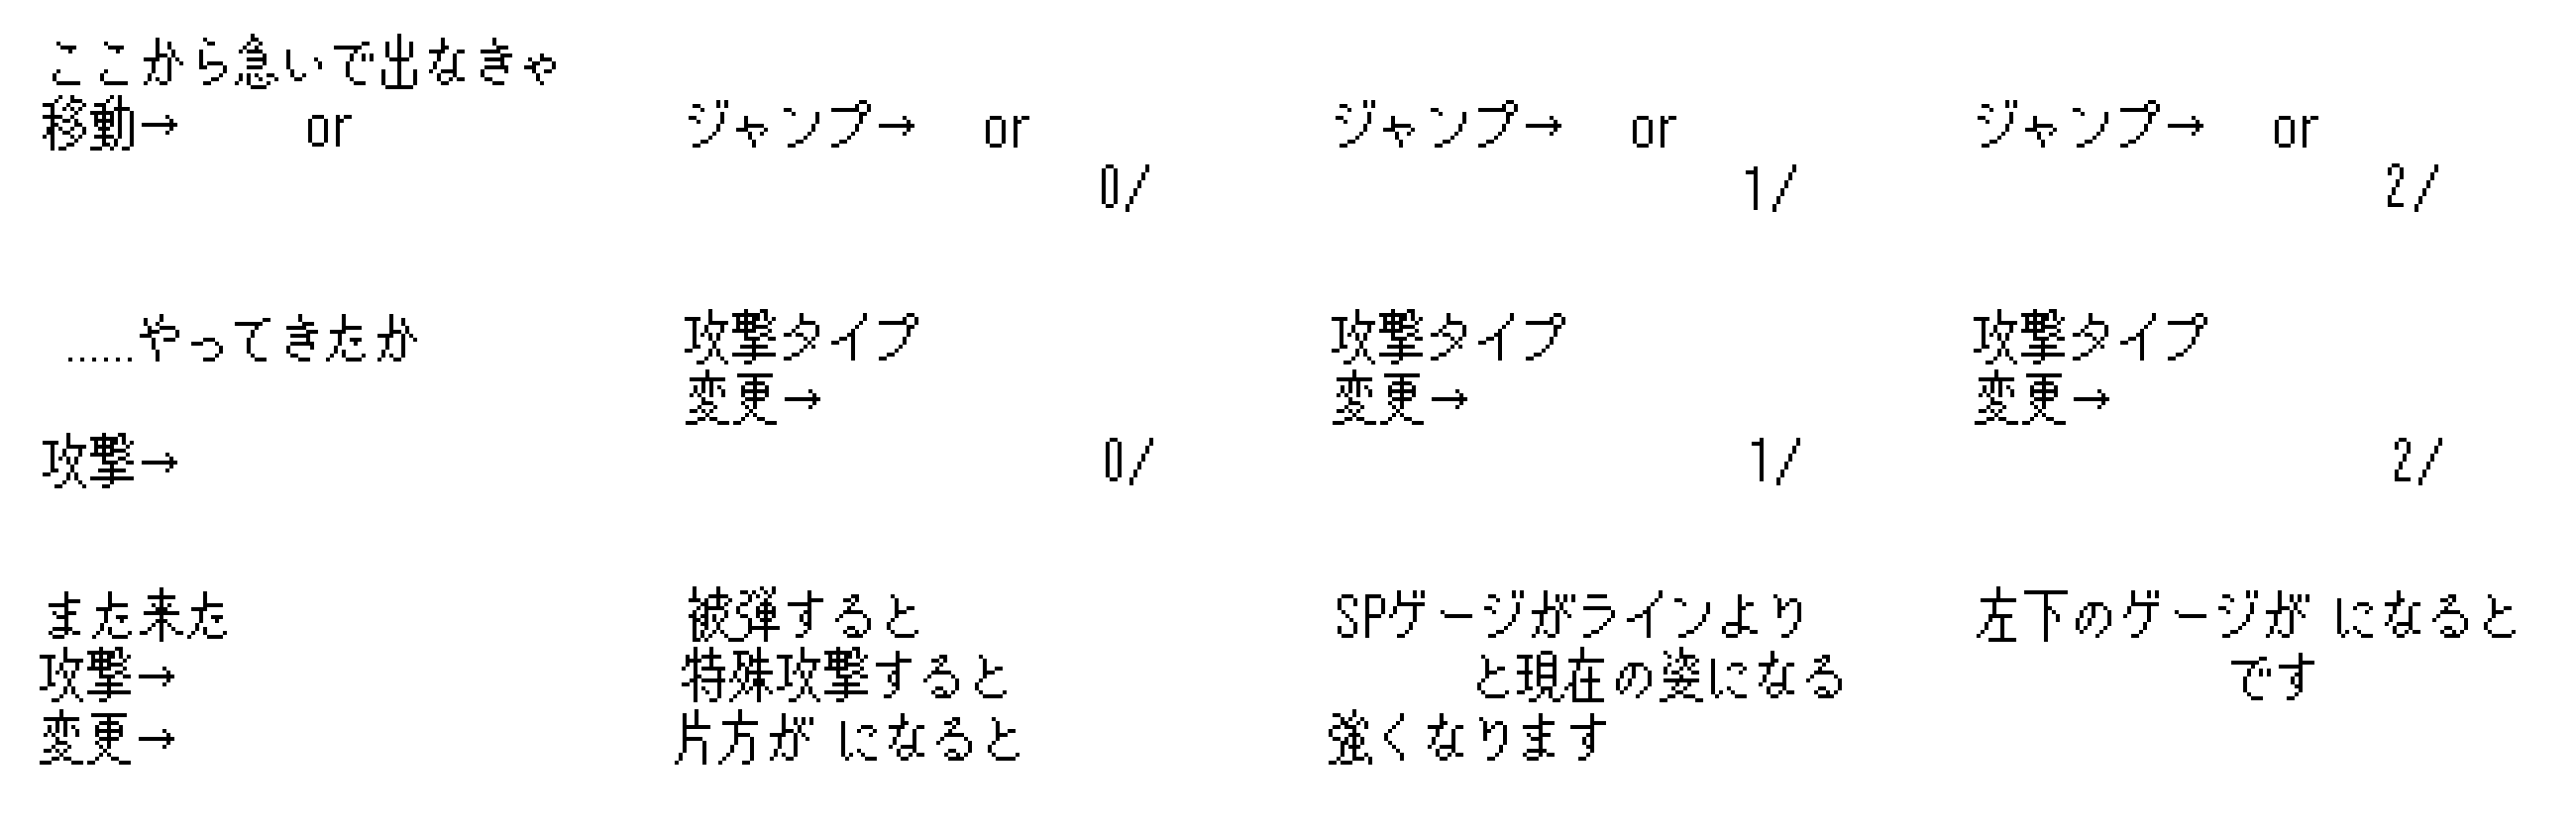 ここから急いで出なきゃ
移動→ or
ジャンプ→ or
0/
ジャンプ→ or
1/
ジャンプ→ or
2/
……やってきたか
攻撃→
攻撃タイプ
変更→
0/
攻撃タイプ
変更→
1/
攻撃タイプ
変更→
2/
また来た
攻撃→
変更→
被弾すると
特殊攻撃すると
片方が になると
SPゲージがラインより
と現在の姿になる
強くなります
左下のゲージが になると
です